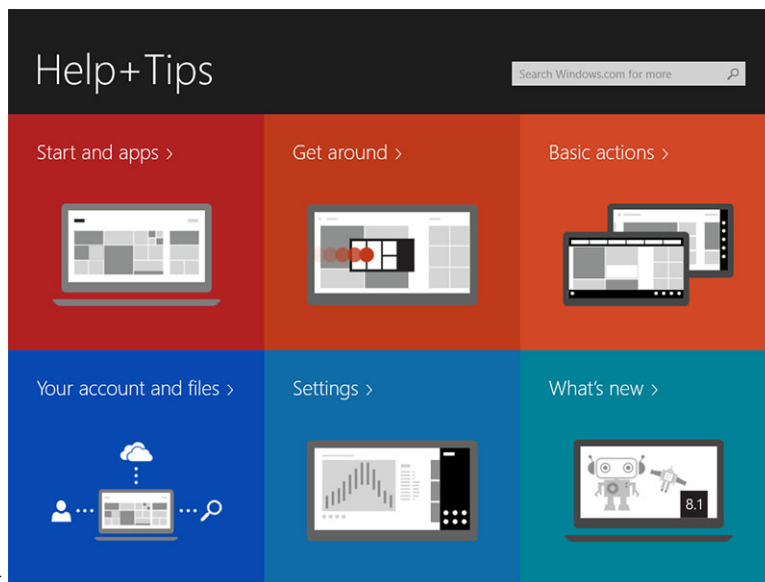 Help+Tips
Search Windows.com for more
Start and apps >
Get around >
Basic actions >
Your account and files >
Settings >
What's new >
8.1